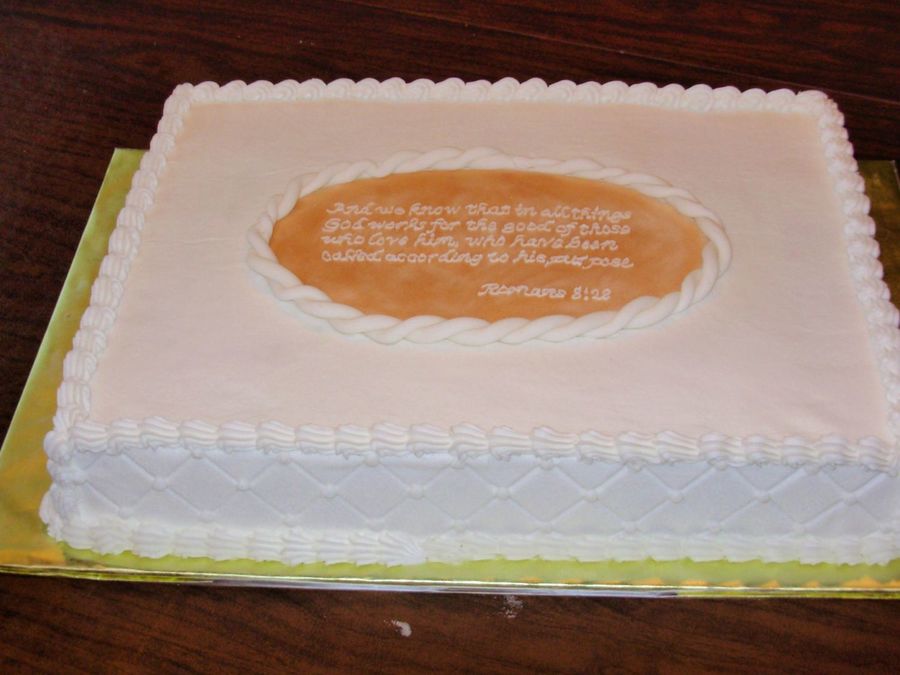 And we know that in all things
God works for the good of those
who love him, who have been
called according to his purpose
Romans 8:28